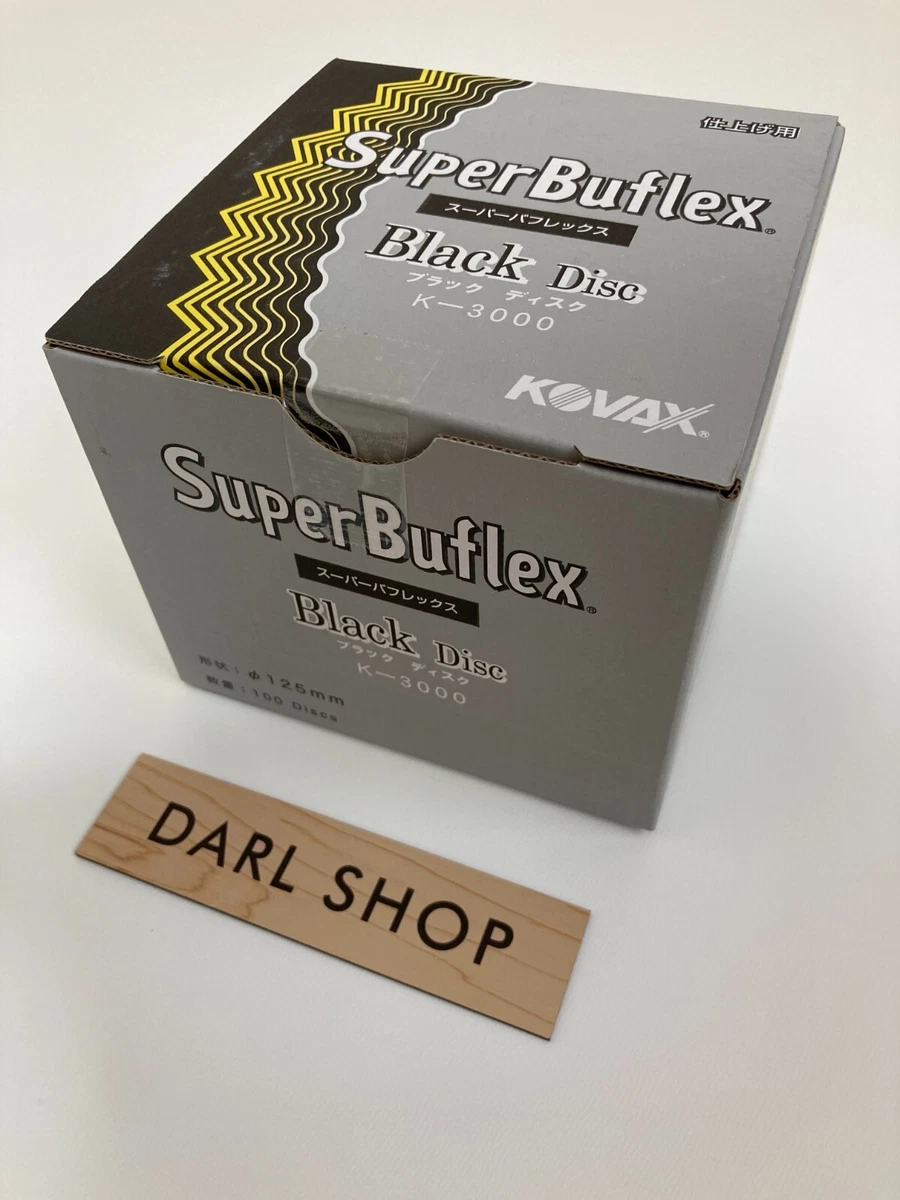 仕上げ用
SuperBuflex®
スーパーバフレックス
Black Disc
ブラック ディスク
K—3000
KOVAX®
SuperBuflex®
スーパーバフレックス
Black Disc
ブラック ディスク
K—3000
形状：φ125mm
数量：100 Discs
DARL SHOP